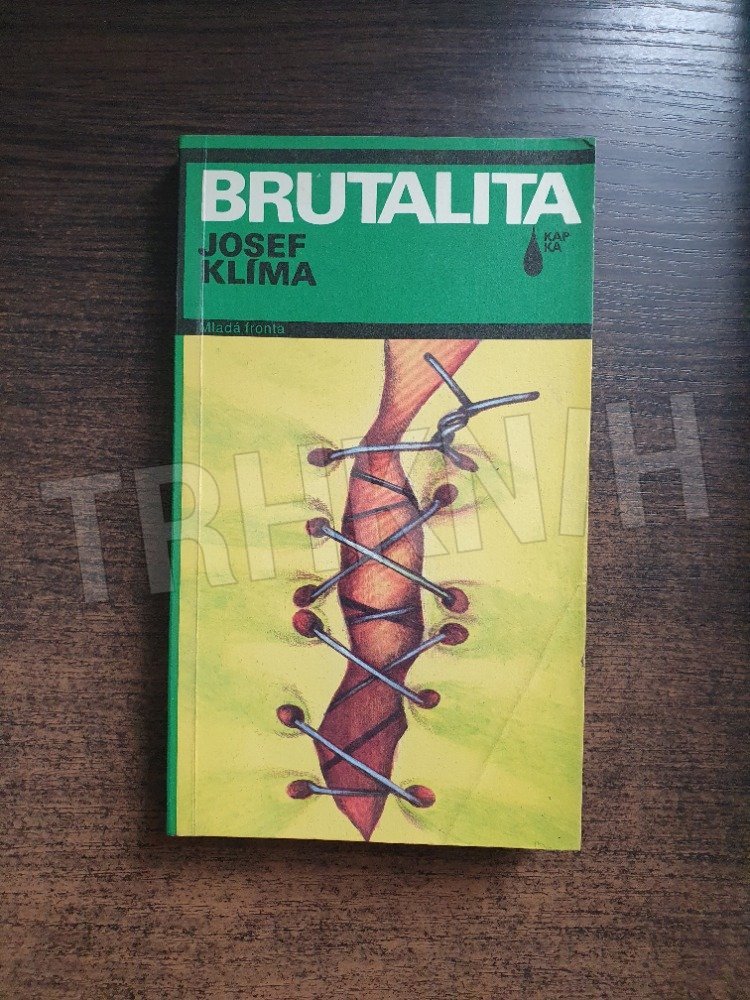 BRUTALITA
JOSEF
KLÍMA
KAP
KA
Mladá fronta
TRHKNIH